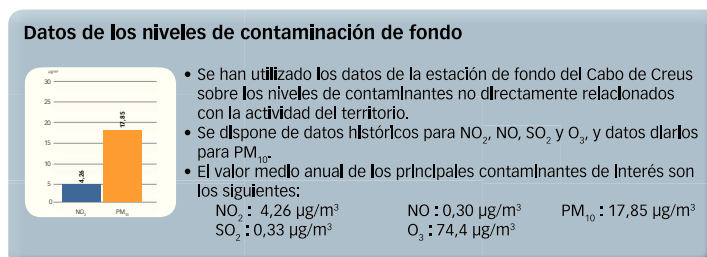 Datos de los niveles de contaminación de fondo
µg/m³
30
25
20
15
10
5
0
4,26
17,85
NO₂
PM₁₀
• Se han utilizado los datos de la estación de fondo del Cabo de Creus
sobre los niveles de contaminantes no directamente relacionados
con la actividad del territorio.
• Se dispone de datos históricos para NO₂, NO, SO₂ y O₃, y datos diarios
para PM₁₀.
• El valor medio anual de los principales contaminantes de interés son
los siguientes:
NO₂ : 4,26 µg/m³ NO : 0,30 µg/m³ PM₁₀ : 17,85 µg/m³
SO₂ : 0,33 µg/m³ O₃ : 74,4 µg/m³